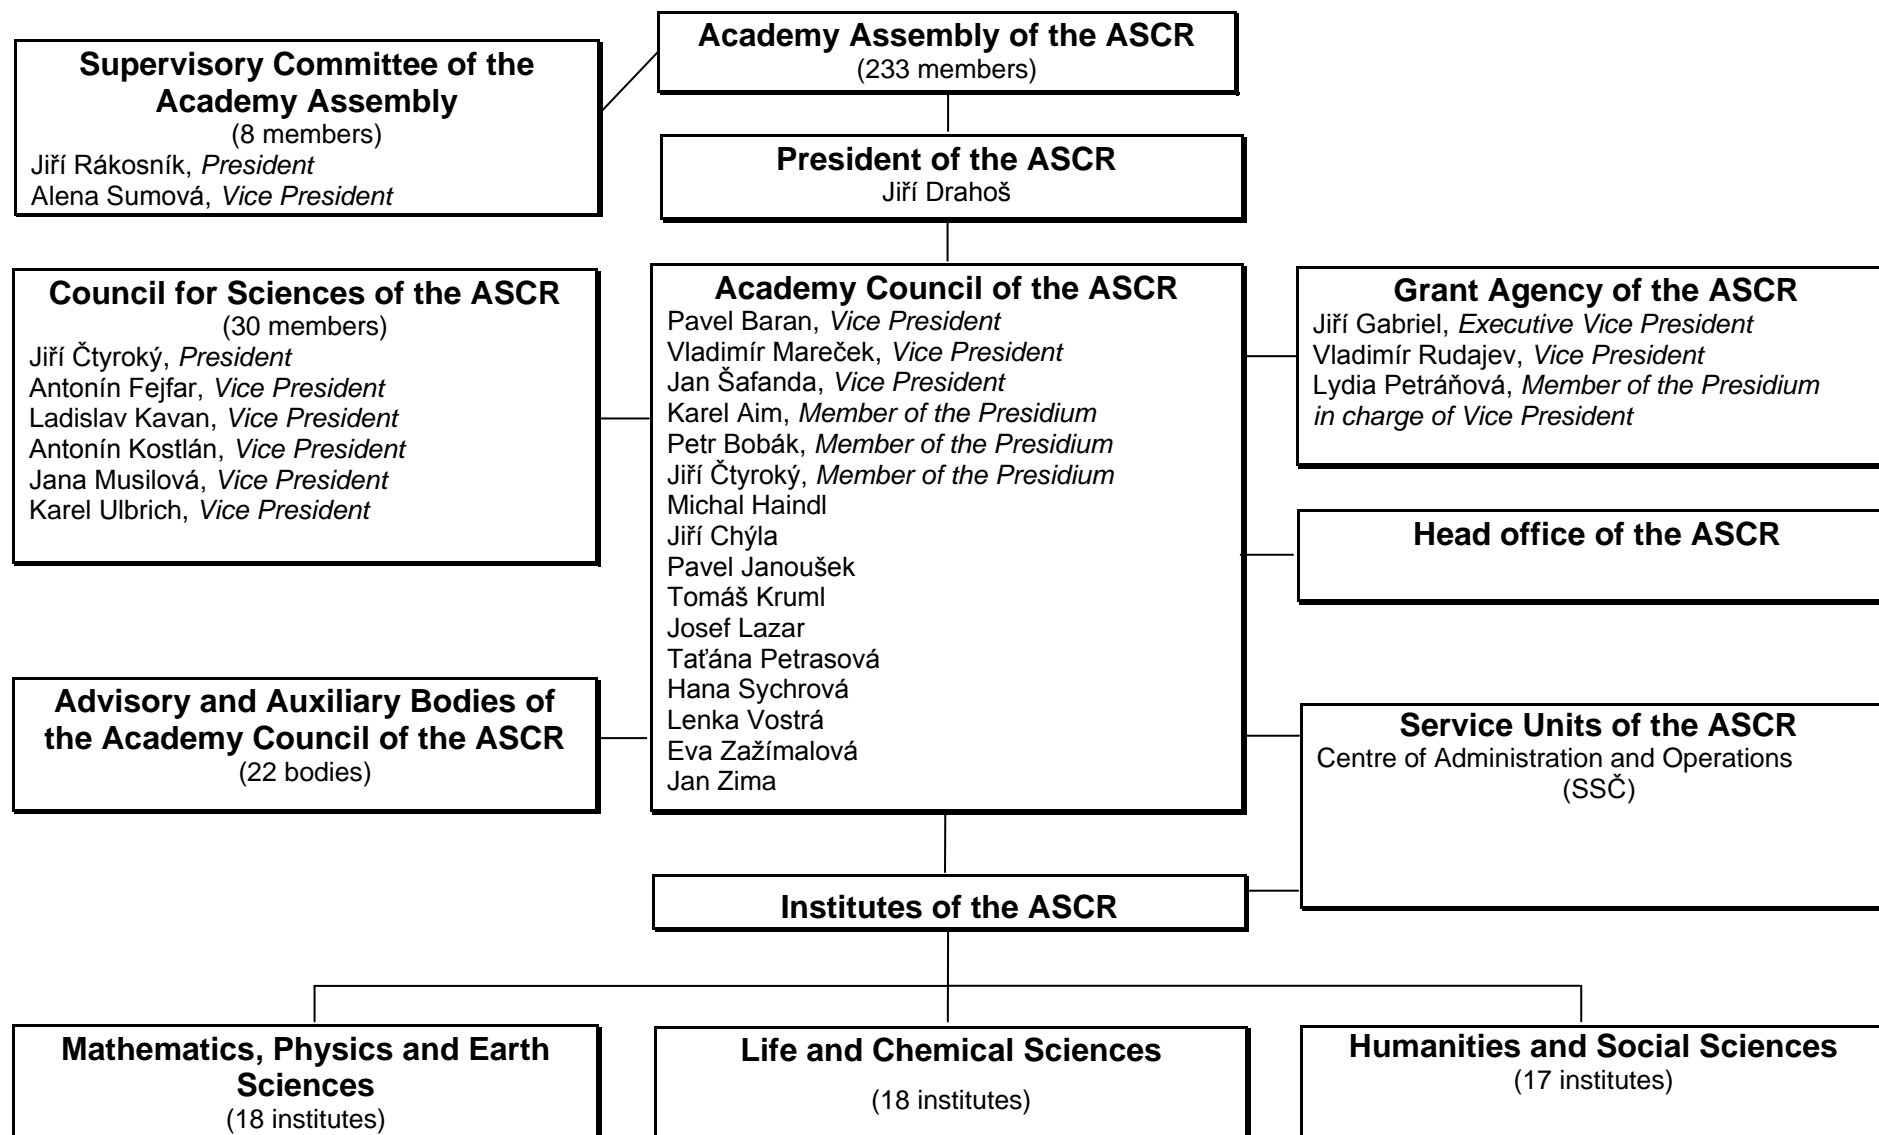 Academy Assembly of the ASCR
(233 members)
Supervisory Committee of the
Academy Assembly
(8 members)
Jiří Rákosník, President
Alena Sumová, Vice President
President of the ASCR
Jiří Drahoš
Council for Sciences of the ASCR
(30 members)
Jiří Čtyroký, President
Antonín Fejfar, Vice President
Ladislav Kavan, Vice President
Antonín Kostlán, Vice President
Jana Musilová, Vice President
Karel Ulbrich, Vice President
Academy Council of the ASCR
Pavel Baran, Vice President
Vladimír Mareček, Vice President
Jan Šafanda, Vice President
Karel Aim, Member of the Presidium
Petr Bobák, Member of the Presidium
Jiří Čtyroký, Member of the Presidium
Michal Haindl
Jiří Chýla
Pavel Janoušek
Tomáš Kruml
Josef Lazar
Taťána Petrasová
Hana Sychrová
Lenka Vostrá
Eva Zažímalová
Jan Zima
Grant Agency of the ASCR
Jiří Gabriel, Executive Vice President
Vladimír Rudajev, Vice President
Lydia Petráňová, Member of the Presidium
in charge of Vice President
Head office of the ASCR
Advisory and Auxiliary Bodies of
the Academy Council of the ASCR
(22 bodies)
Service Units of the ASCR
Centre of Administration and Operations
(SSČ)
Institutes of the ASCR
Mathematics, Physics and Earth
Sciences
(18 institutes)
Life and Chemical Sciences
(18 institutes)
Humanities and Social Sciences
(17 institutes)